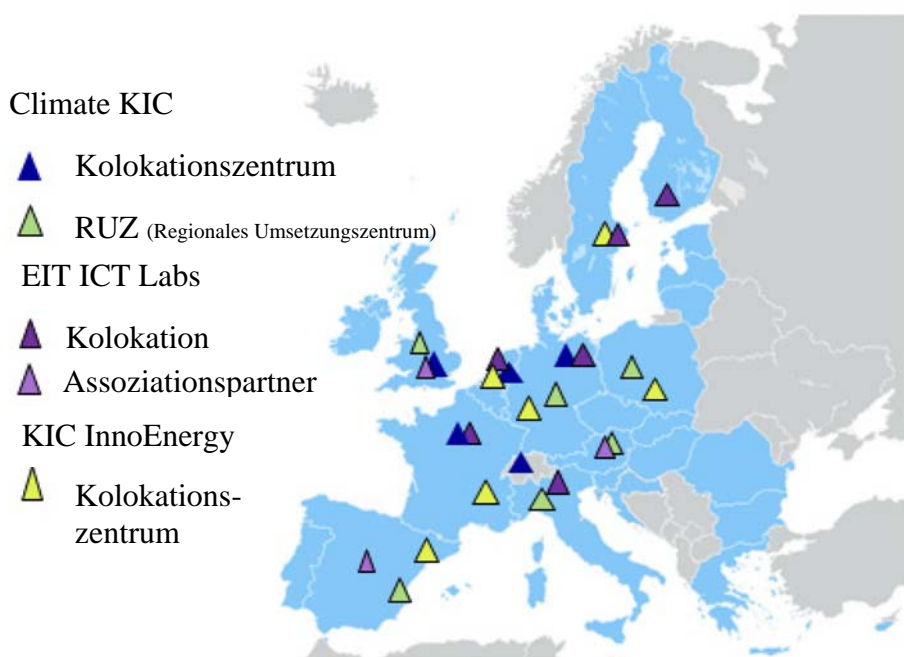 Climate KIC
Kolokationszentrum
RUZ (Regionales Umsetzungszentrum)
EIT ICT Labs
Kolokation
Assoziationspartner
KIC InnoEnergy
Kolokations-
zentrum